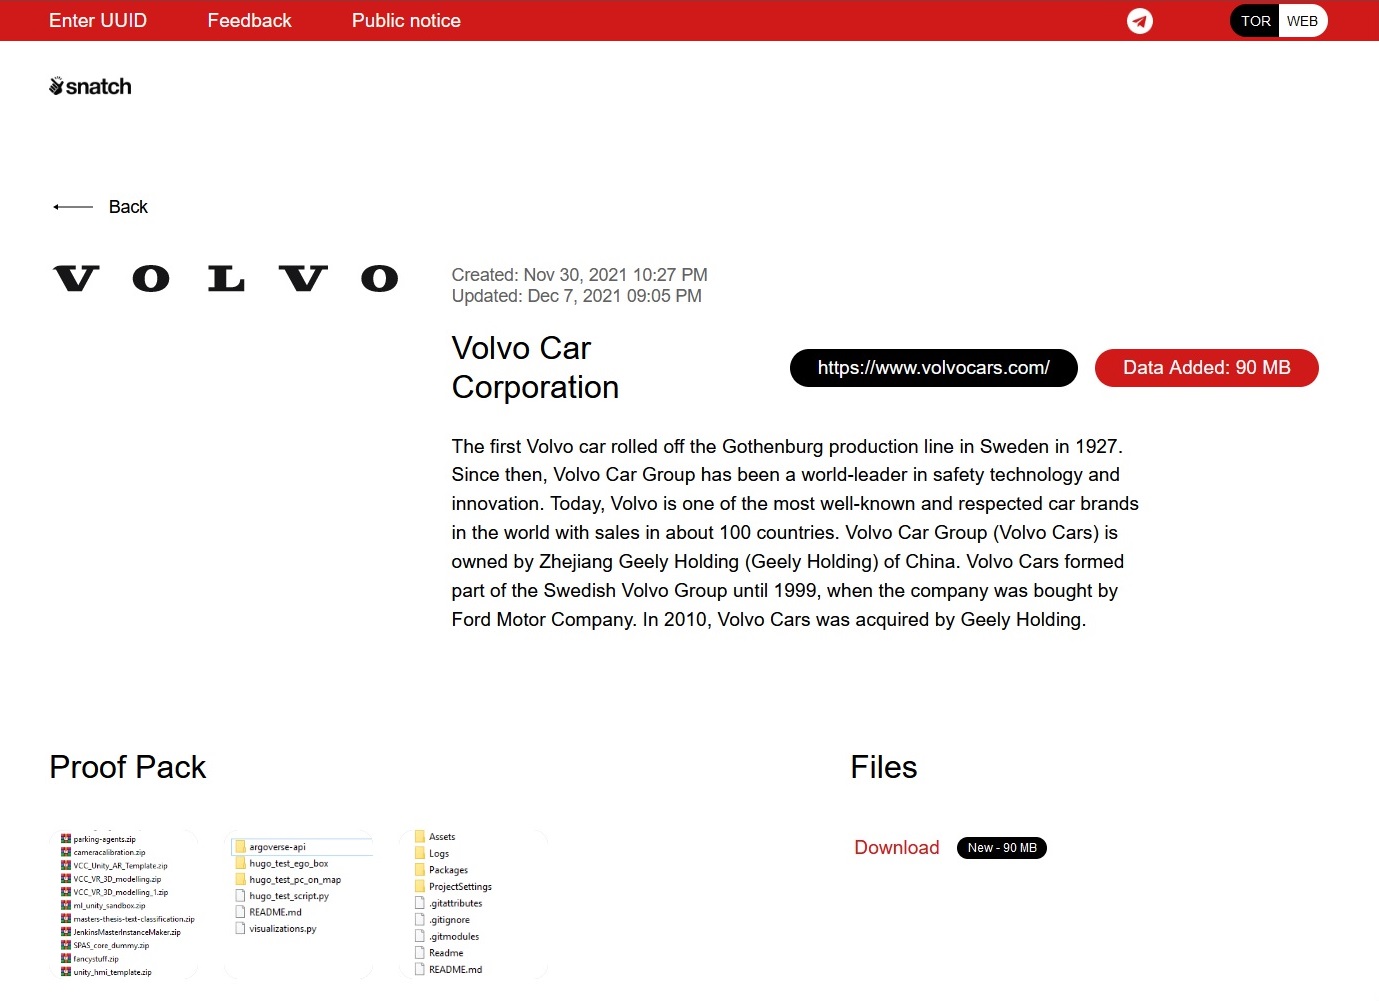 Enter UUID Feedback Public notice TOR WEB
snatch
Back
VOLVO
Created: Nov 30, 2021 10:27 PM
Updated: Dec 7, 2021 09:05 PM
Volvo Car
Corporation
https://www.volvocars.com/ Data Added: 90 MB
The first Volvo car rolled off the Gothenburg production line in Sweden in 1927.
Since then, Volvo Car Group has been a world-leader in safety technology and
innovation. Today, Volvo is one of the most well-known and respected car brands
in the world with sales in about 100 countries. Volvo Car Group (Volvo Cars) is
owned by Zhejiang Geely Holding (Geely Holding) of China. Volvo Cars formed
part of the Swedish Volvo Group until 1999, when the company was bought by
Ford Motor Company. In 2010, Volvo Cars was acquired by Geely Holding.
Proof Pack
parking-agents.zip
cameracalibration.zip
VCC_Unity_AR_Template.zip
VCC_VR_3D_modelling.zip
VCC_VR_3D_modelling_1.zip
ml_unity_sandbox.zip
masters-thesis-text-classification.zip
JenkinsMasterInstanceMaker.zip
SPAS_core_dummy.zip
fancystuff.zip
unity_hmi_template.zip
argoverse-api
hugo_test_ego_box
hugo_test_pc_on_map
hugo_test_script.py
README.md
visualizations.py
Assets
Logs
Packages
ProjectSettings
.gitattributes
.gitignore
.gitmodules
Readme
README.md
Files
Download New - 90 MB